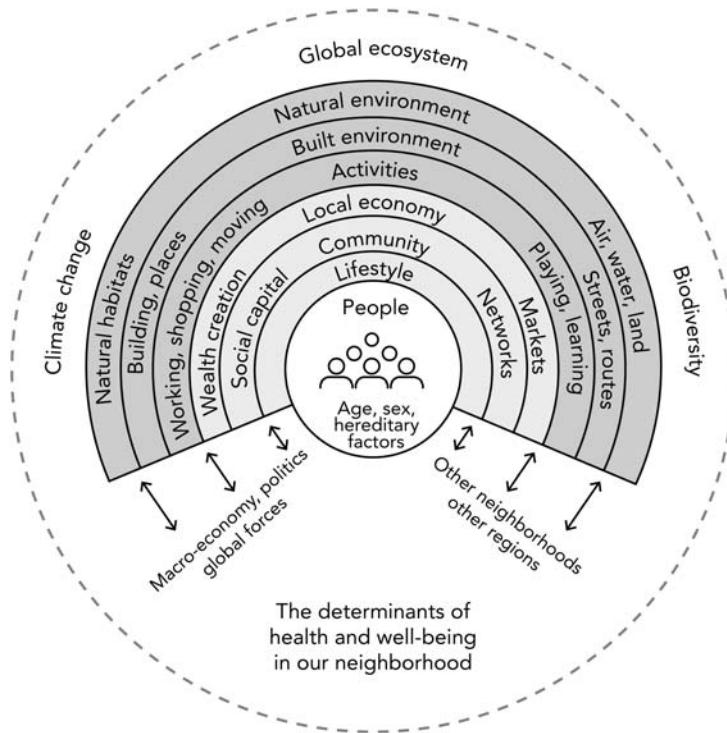 Global ecosystem
Natural environment
Built environment
Activities
Local economy
Community
Lifestyle
People
Age, sex,
hereditary
factors
Climate change
Natural habitats
Building, places
Working, shopping, moving
Wealth creation
Social capital
Networks
Markets
Playing, learning
Streets, routes
Air, water, land
Biodiversity
Macro-economy, politics
global forces
Other neighborhoods
other regions
The determinants of
health and well-being
in our neighborhood